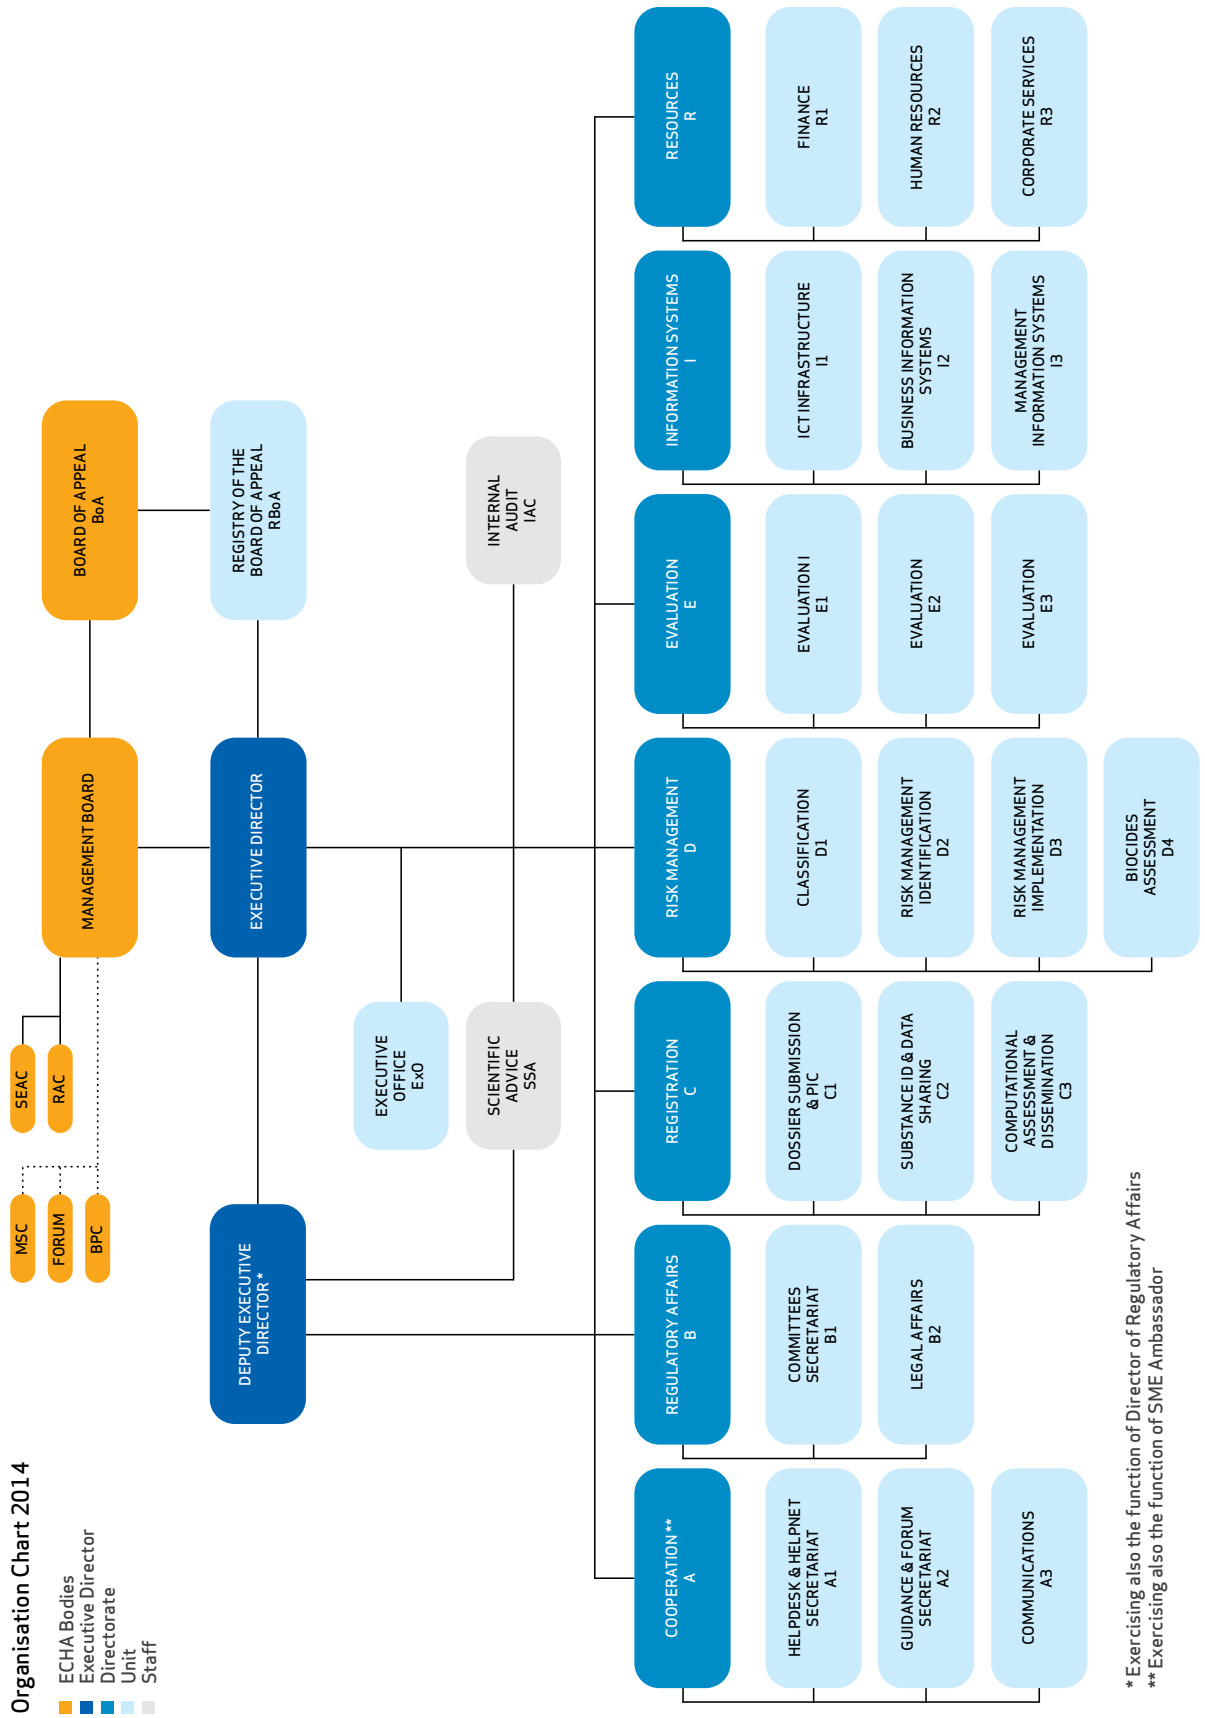 Organisation Chart 2014
ECHA Bodies
Executive Director
Directorate
Unit
Staff
MSC
FORUM
BPC
SEAC
RAC
MANAGEMENT BOARD
BOARD OF APPEAL
BoA
DEPUTY EXECUTIVE
DIRECTOR *
EXECUTIVE DIRECTOR
REGISTRY OF THE
BOARD OF APPEAL
RBoA
EXECUTIVE
OFFICE
ExO
SCIENTIFIC
ADVICE
SSA
INTERNAL
AUDIT
IAC
COOPERATION **
A
HELPDESK & HELPNET
SECRETARIAT
A1
GUIDANCE & FORUM
SECRETARIAT
A2
COMMUNICATIONS
A3
REGULATORY AFFAIRS
B
COMMITTEES
SECRETARIAT
B1
LEGAL AFFAIRS
B2
REGISTRATION
C
DOSSIER SUBMISSION
& PIC
C1
SUBSTANCE ID & DATA
SHARING
C2
COMPUTATIONAL
ASSESSMENT &
DISSEMINATION
C3
RISK MANAGEMENT
D
CLASSIFICATION
D1
RISK MANAGEMENT
IDENTIFICATION
D2
RISK MANAGEMENT
IMPLEMENTATION
D3
BIOCIDES
ASSESSMENT
D4
EVALUATION
E
EVALUATION I
E1
EVALUATION
E2
EVALUATION
E3
INFORMATION SYSTEMS
I
ICT INFRASTRUCTURE
I1
BUSINESS INFORMATION
SYSTEMS
I2
MANAGEMENT
INFORMATION SYSTEMS
I3
RESOURCES
R
FINANCE
R1
HUMAN RESOURCES
R2
CORPORATE SERVICES
R3
* Exercising also the function of Director of Regulatory Affairs
** Exercising also the function of SME Ambassador